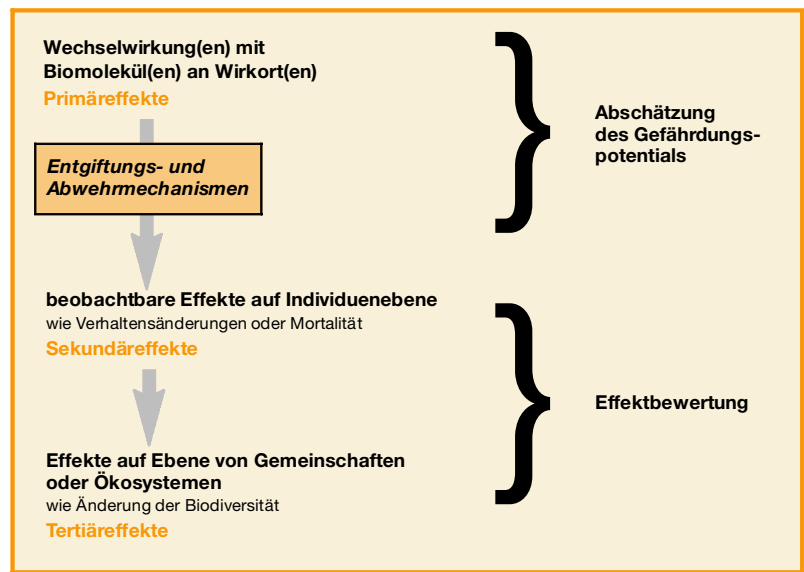 Wechselwirkung(en) mit
Biomolekül(en) an Wirkort(en)
Primäreffekte
Abschätzung
des Gefährdungs-
potentials
Entgiftungs- und
Abwehrmechanismen
beobachtbare Effekte auf Individuenebene
wie Verhaltensänderungen oder Mortalität
Sekundäreffekte
Effektbewertung
Effekte auf Ebene von Gemeinschaften
oder Ökosystemen
wie Änderung der Biodiversität
Tertiäreffekte